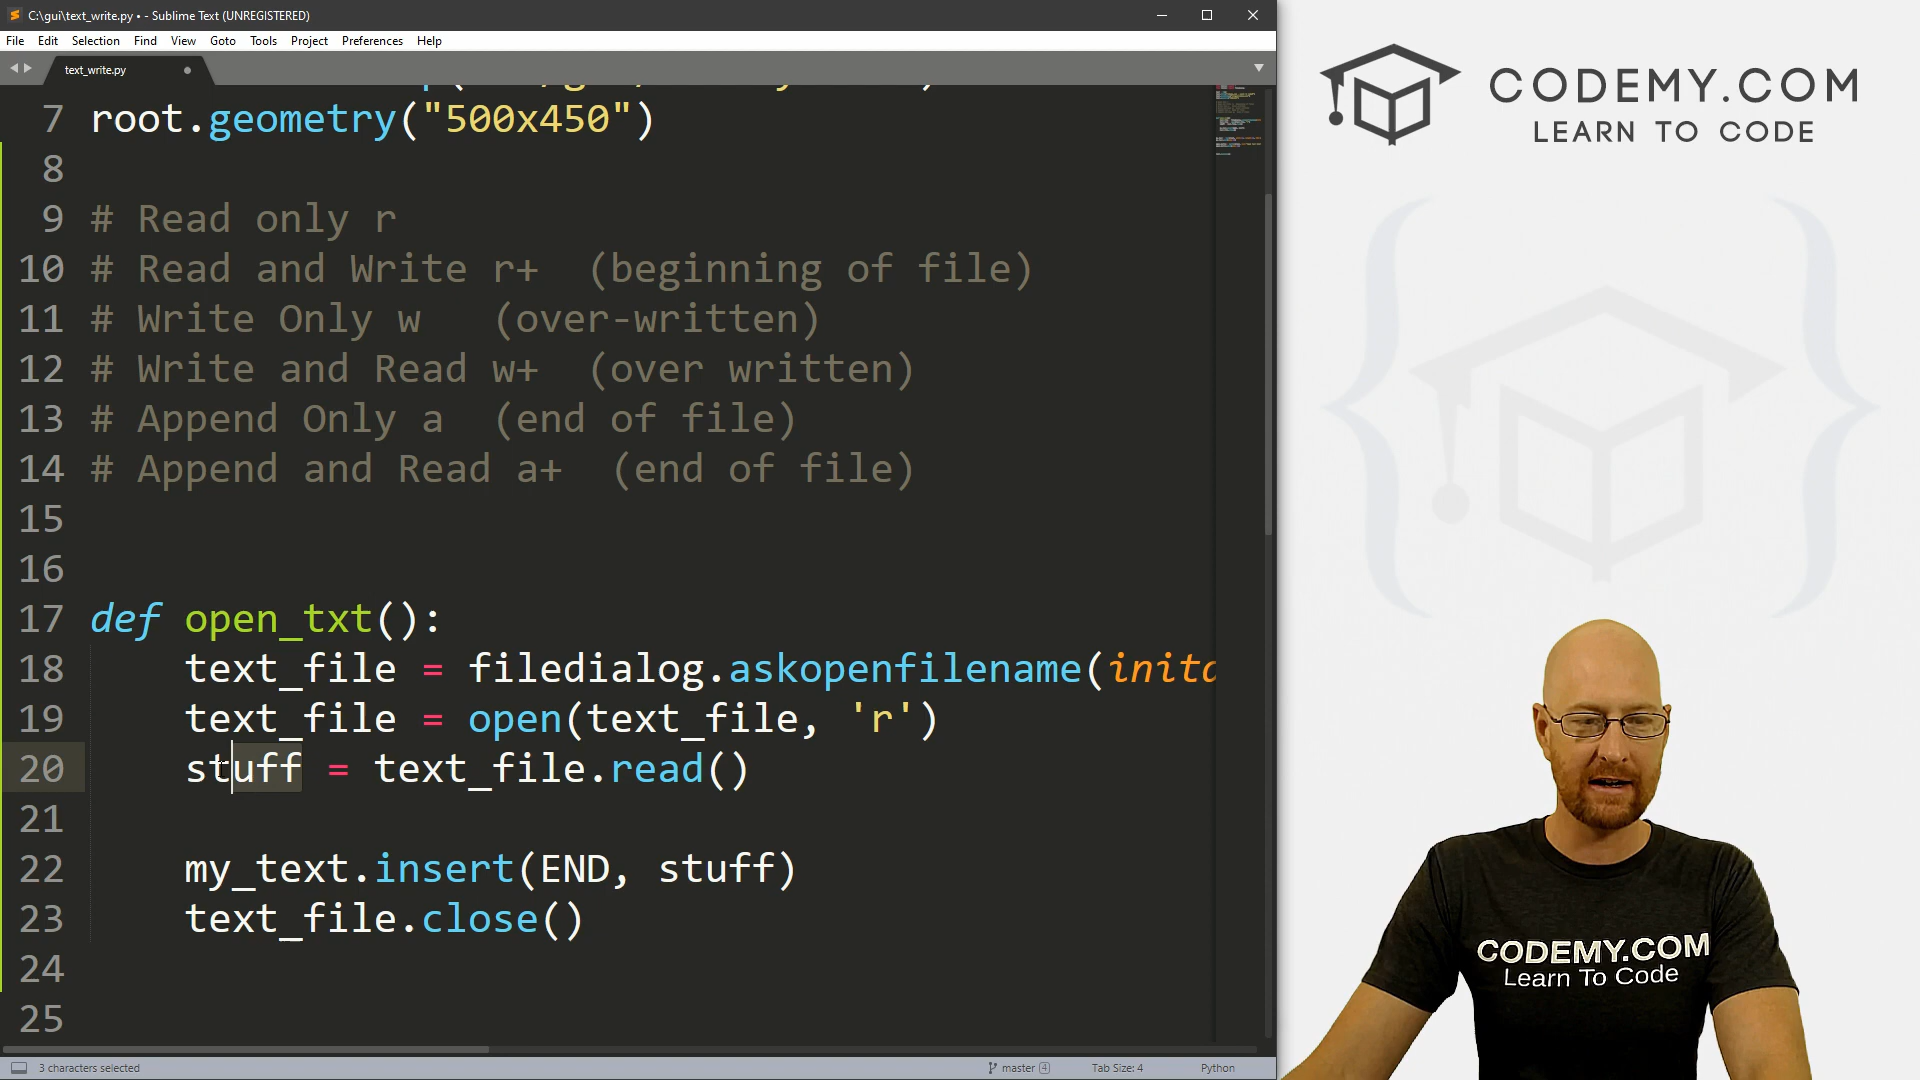 C:\gui\text_write.py • - Sublime Text (UNREGISTERED)
File Edit Selection Find View Goto Tools Project Preferences Help
text_write.py
7 root.geometry("500x450")
8
9 # Read only r
10 # Read and Write r+  (beginning of file)
11 # Write Only w   (over-written)
12 # Write and Read w+  (over written)
13 # Append Only a  (end of file)
14 # Append and Read a+  (end of file)
15
16
17 def open_txt():
18 text_file = filedialog.askopenfilename(
19 text_file = open(text_file, 'r')
20 stuff = text_file.read()
21
22 my_text.insert(END, stuff)
23 text_file.close()
24
25
3 characters selected master 4 Tab Size: 4 Python
CODEMY.COM
LEARN TO CODE
CODEMY.COM
Learn To Code